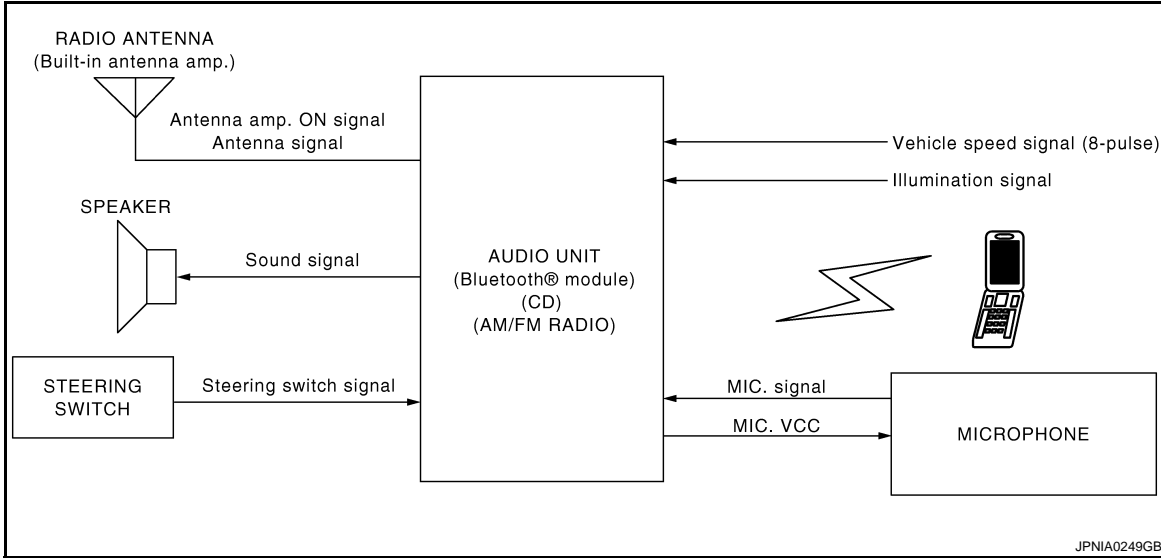 RADIO ANTENNA
(Built-in antenna amp.)
Antenna amp. ON signal
Antenna signal
SPEAKER
Sound signal
STEERING
SWITCH
Steering switch signal
AUDIO UNIT
(Bluetooth® module)
(CD)
(AM/FM RADIO)
Vehicle speed signal (8-pulse)
Illumination signal
MIC. signal
MIC. VCC
MICROPHONE
JPNIA0249GB